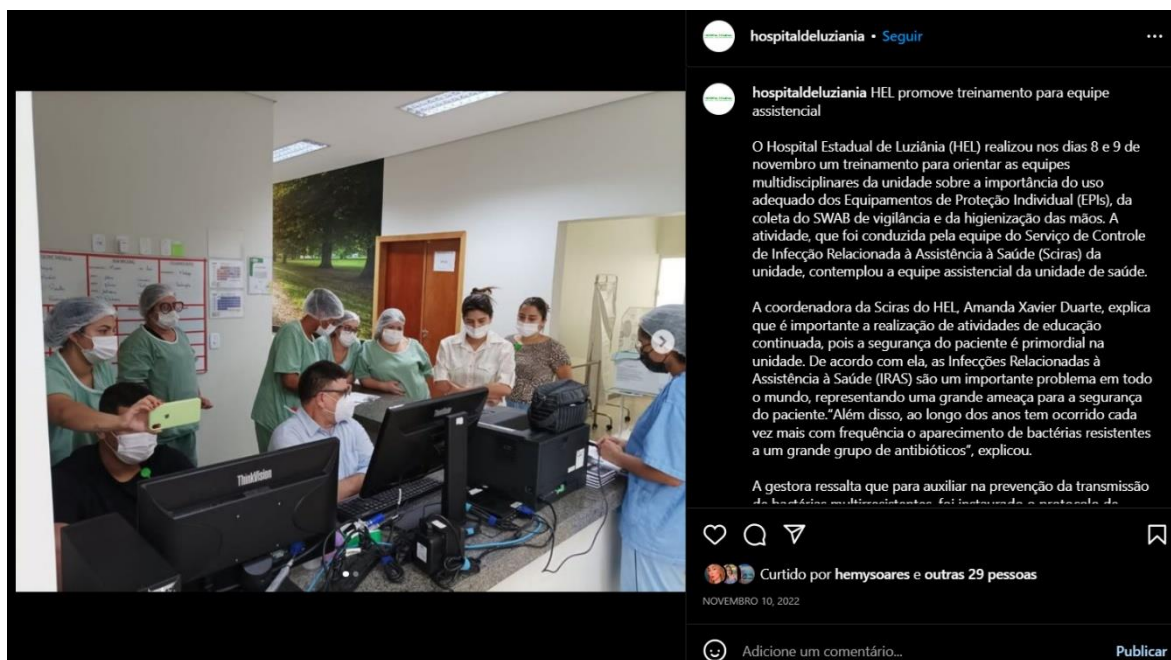 hospitaldeluziania • Seguir
hospitaldeluziania HEL promove treinamento para equipe
assistencial
O Hospital Estadual de Luziânia (HEL) realizou nos dias 8 e 9 de
novembro um treinamento para orientar as equipes
multidisciplinares da unidade sobre a importância do uso
adequado dos Equipamentos de Proteção Individual (EPIs), da
coleta do SWAB de vigilância e da higienização das mãos. A
atividade, que foi conduzida pela equipe do Serviço de Controle
de Infecção Relacionada à Assistência à Saúde (Sciras) da
unidade, contemplou a equipe assistencial da unidade de saúde.
A coordenadora da Sciras do HEL, Amanda Xavier Duarte, explica
que é importante a realização de atividades de educação
continuada, pois a segurança do paciente é primordial na
unidade. De acordo com ela, as Infecções Relacionadas à
Assistência à Saúde (IRAS) são um importante problema em todo
o mundo, representando uma grande ameaça para a segurança
do paciente.“Além disso, ao longo dos anos tem ocorrido cada
vez mais com frequência o aparecimento de bactérias resistentes
a um grande grupo de antibióticos”, explicou.
A gestora ressalta que para auxiliar na prevenção da transmissão
de bactérias multirresistentes, foi instaurado o protocolo de
ThinkVision
Curtido por hemysoares e outras 29 pessoas
NOVEMBRO 10, 2022
Adicione um comentário...
Publicar